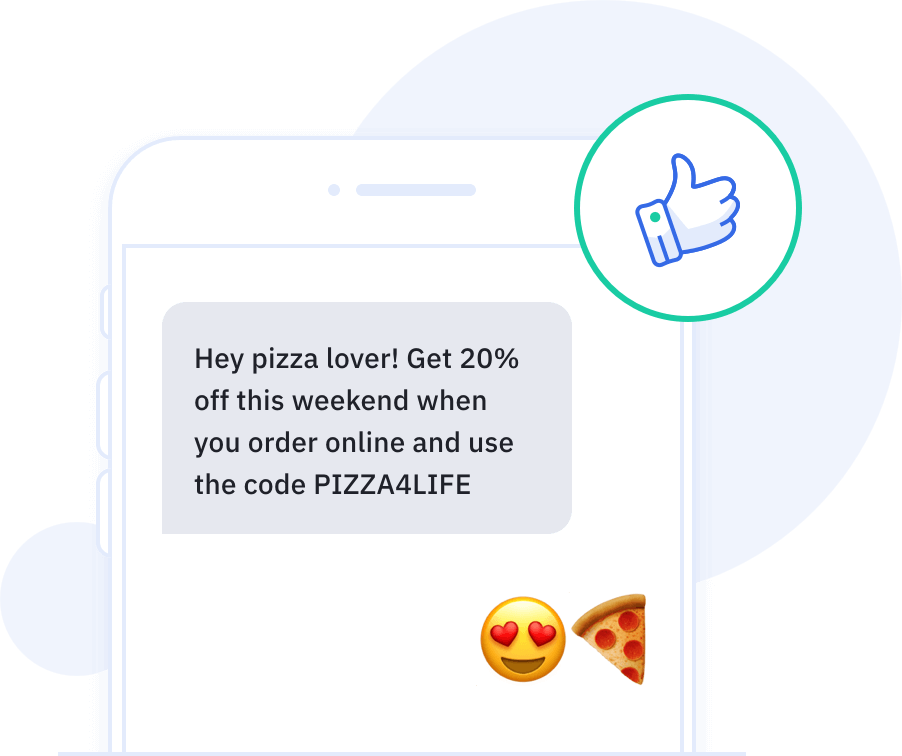 Hey pizza lover! Get 20%
off this weekend when
you order online and use
the code PIZZA4LIFE